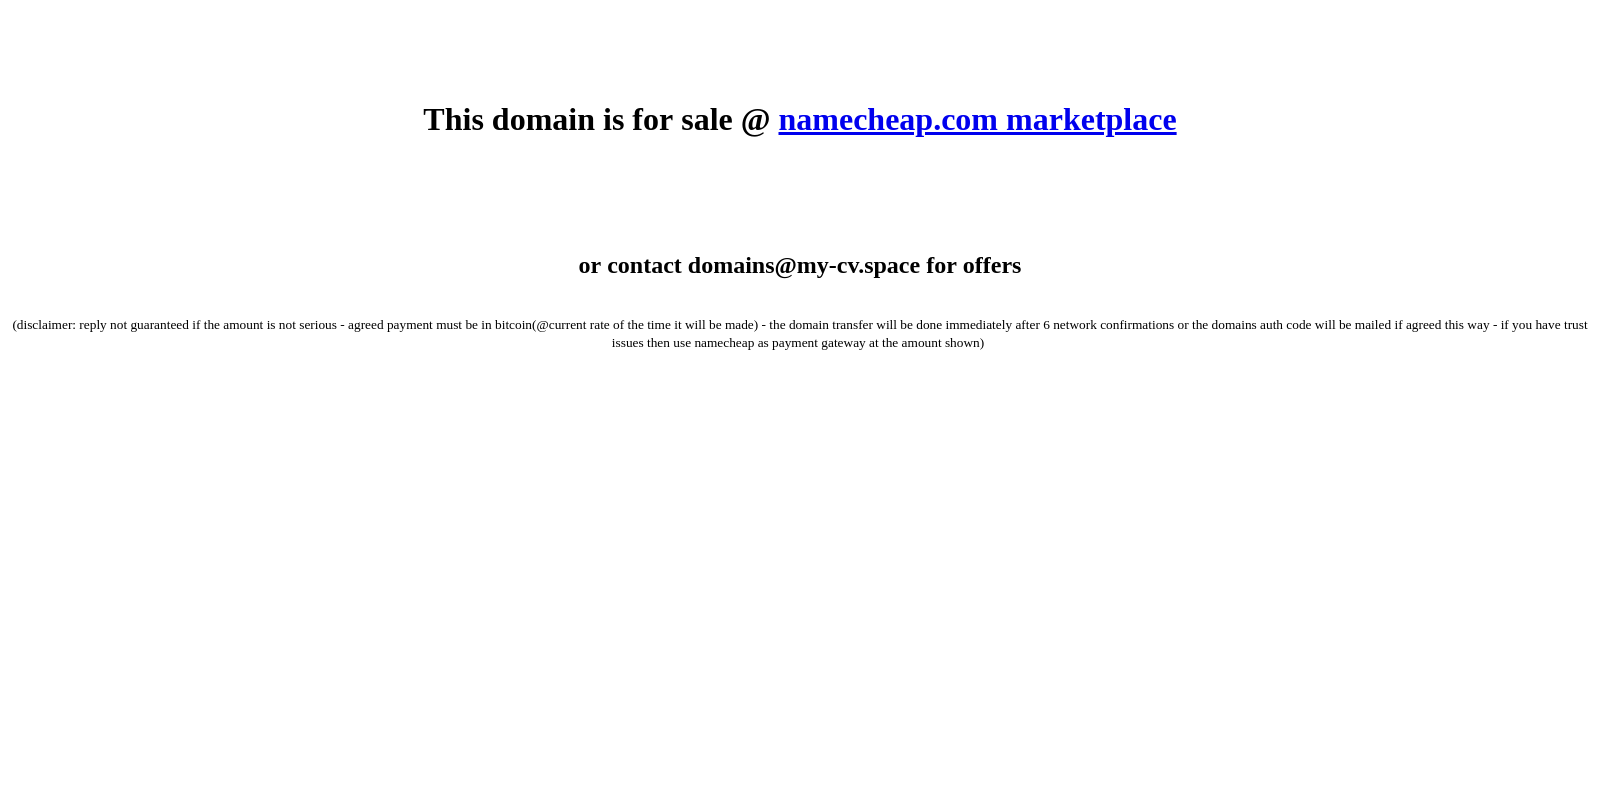 This domain is for sale @ namecheap.com marketplace
or contact domains@my-cv.space for offers
(disclaimer: reply not guaranteed if the amount is not serious - agreed payment must be in bitcoin(@current rate of the time it will be made) - the domain transfer will be done immediately after 6 network confirmations or the domains auth code will be mailed if agreed this way - if you have trust
issues then use namecheap as payment gateway at the amount shown)